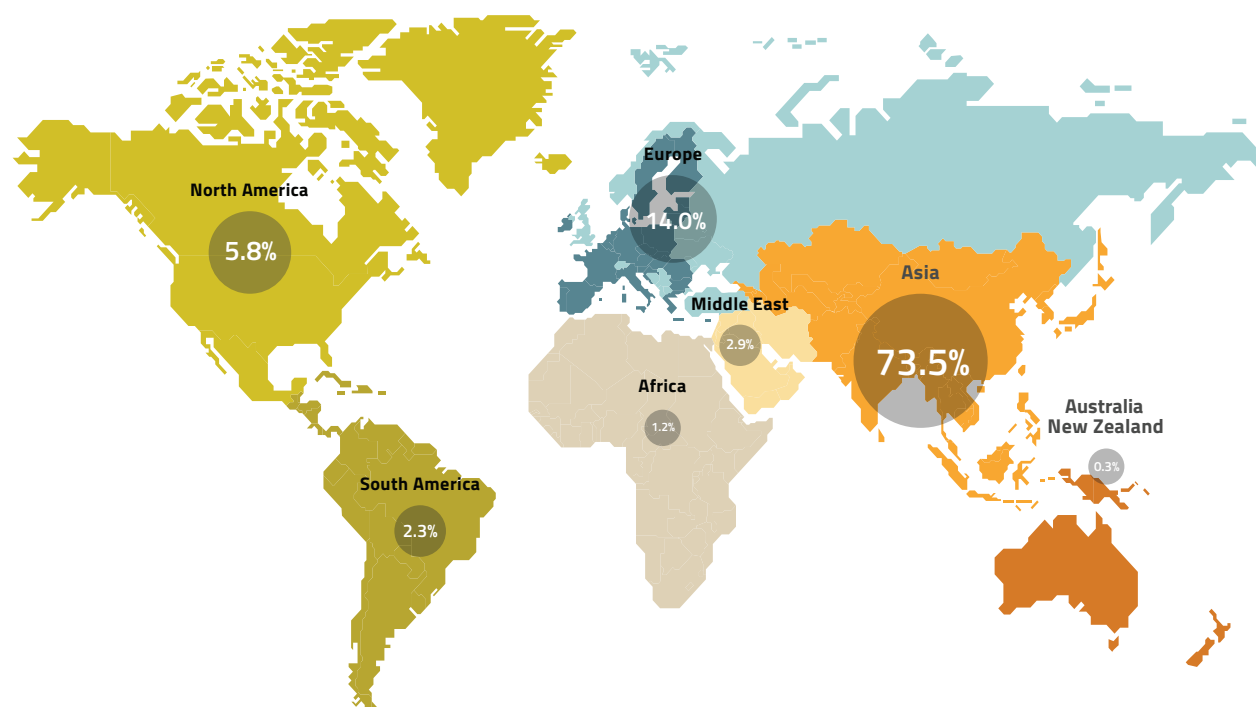 Europe
14.0%
North America
5.8%
Asia
73.5%
Middle East
2.9%
Africa
1.2%
Australia
New Zealand
0.3%
South America
2.3%